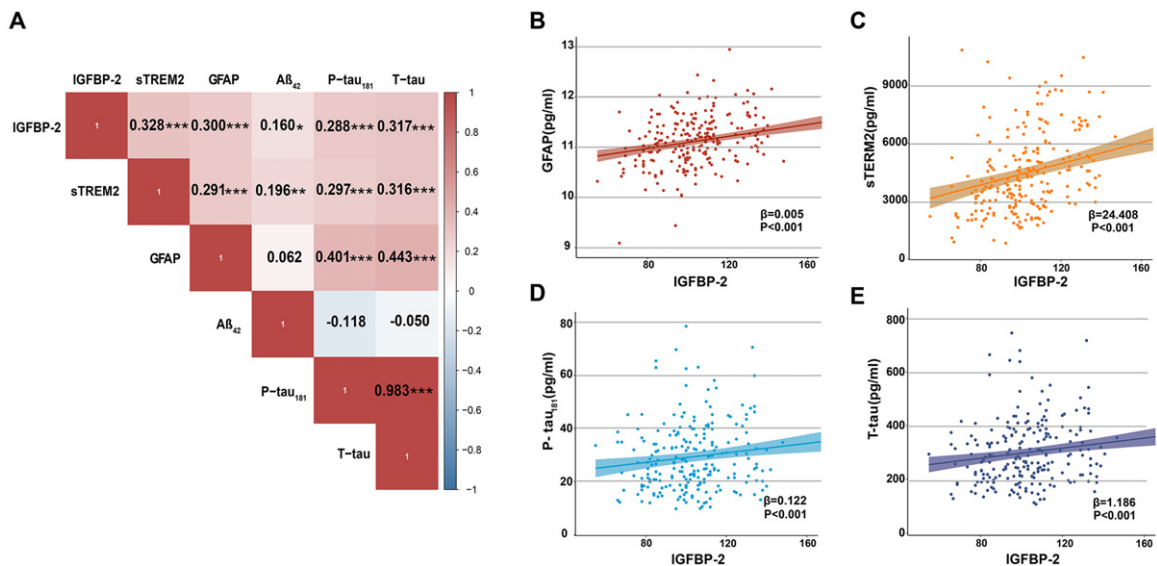 A
IGFBP-2 sTREM2 GFAP Aß42 P-tau181 T-tau
IGFBP-2 1 0.328*** 0.300*** 0.160* 0.288*** 0.317***
sTREM2 1 0.291*** 0.196** 0.297*** 0.316***
GFAP 1 0.062 0.401*** 0.443***
Aß42 1 -0.118 -0.050
P-tau181 1 0.983***
T-tau 1
1
0.8
0.6
0.4
0.2
0
-0.2
-0.4
-0.6
-0.8
-1
B
GFAP(pg/ml)
13
12
11
10
9
β=0.005
P<0.001
80 120 160
IGFBP-2
C
sTERM2(pg/ml)
9000
6000
3000
0
β=24.408
P<0.001
80 120 160
IGFBP-2
D
P- tau181(pg/ml)
80
60
40
20
0
β=0.122
P<0.001
80 120 160
IGFBP-2
E
T-tau(pg/ml)
800
600
400
200
0
β=1.186
P<0.001
80 120 160
IGFBP-2